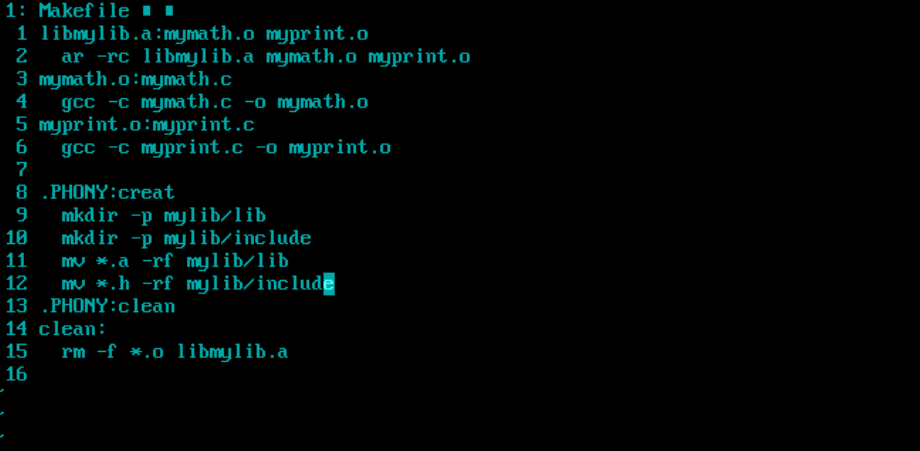 1: Makefile
1 libmylib.a:mymath.o myprint.o
2 ar -rc libmylib.a mymath.o myprint.o
3 mymath.o:mymath.c
4 gcc -c mymath.c -o mymath.o
5 myprint.o:myprint.c
6 gcc -c myprint.c -o myprint.o
7
8 .PHONY:creat
9 mkdir -p mylib/lib
10 mkdir -p mylib/include
11 mv *.a -rf mylib/lib
12 mv *.h -rf mylib/include
13 .PHONY:clean
14 clean:
15 rm -f *.o libmylib.a
16
~
~
~